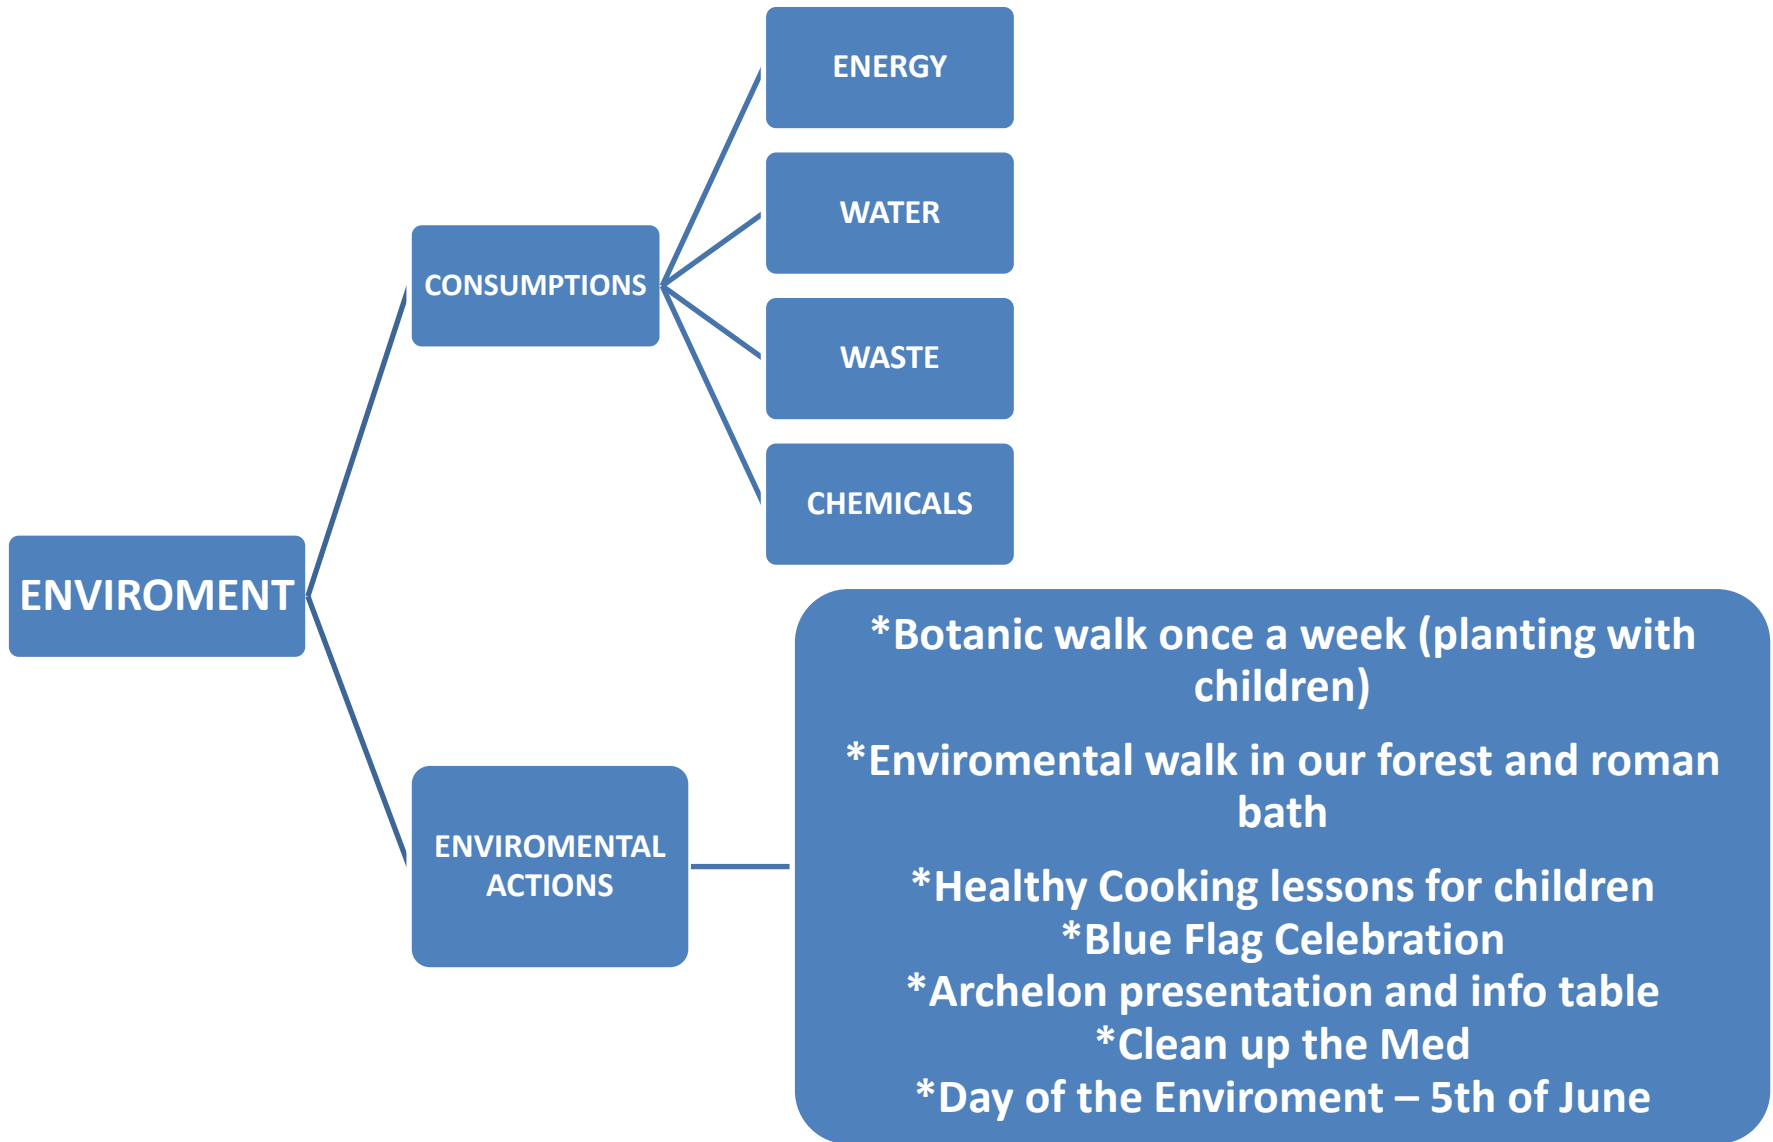 ENERGY
WATER
CONSUMPTIONS
WASTE
CHEMICALS
ENVIROMENT
ENVIROMENTAL
ACTIONS
*Botanic walk once a week (planting with
children)
*Enviromental walk in our forest and roman
bath
*Healthy Cooking lessons for children
*Blue Flag Celebration
*Archelon presentation and info table
*Clean up the Med
*Day of the Enviroment – 5th of June